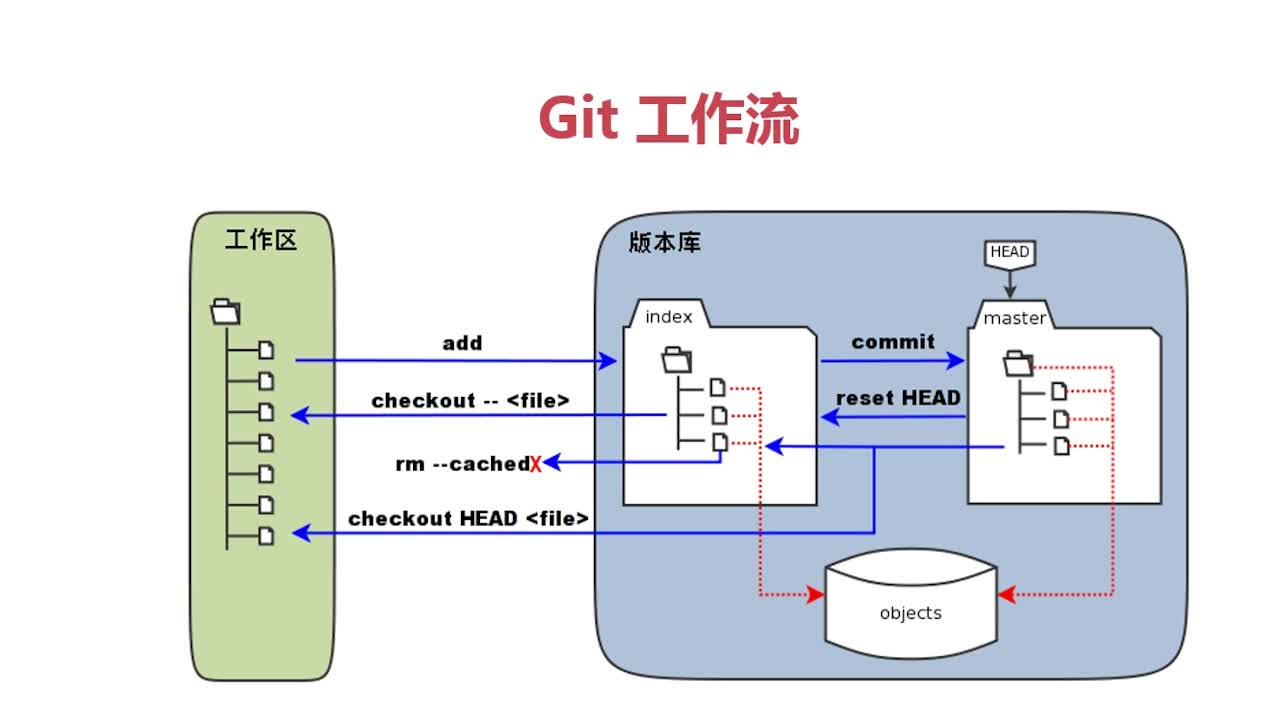 Git 工作流
工作区
版本库
HEAD
index
master
add
commit
checkout -- <file>
reset HEAD
rm --cachedX
checkout HEAD <file>
objects